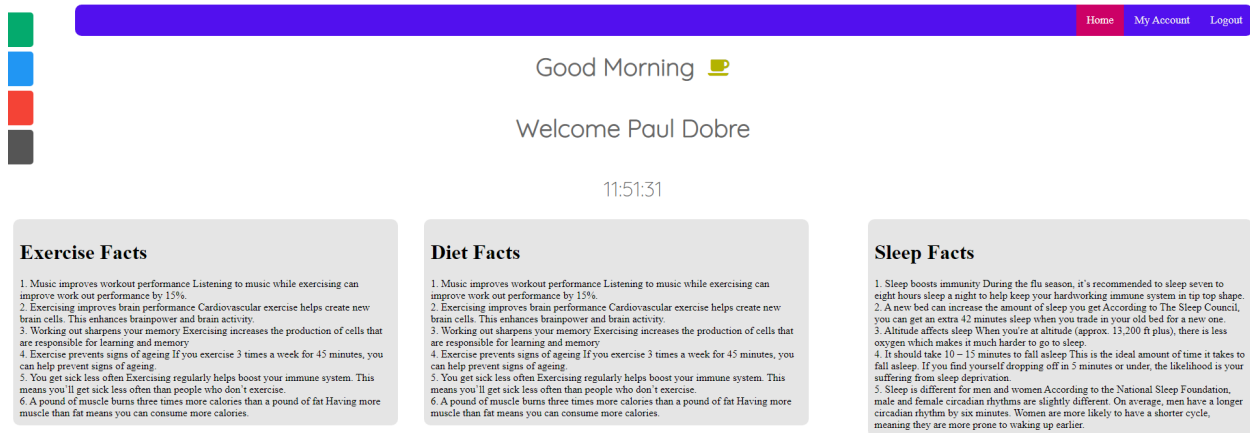 Home My Account Logout
Good Morning
Welcome Paul Dobre
11:51:31
Exercise Facts
1. Music improves workout performance Listening to music while exercising can
improve work out performance by 15%.
2. Exercising improves brain performance Cardiovascular exercise helps create new
brain cells. This enhances brainpower and brain activity.
3. Working out sharpens your memory Exercising increases the production of cells that
are responsible for learning and memory
4. Exercise prevents signs of ageing If you exercise 3 times a week for 45 minutes, you
can help prevent signs of ageing.
5. You get sick less often Exercising regularly helps boost your immune system. This
means you'll get sick less often than people who don't exercise.
6. A pound of muscle burns three times more calories than a pound of fat Having more
muscle than fat means you can consume more calories.
Diet Facts
1. Music improves workout performance Listening to music while exercising can
improve work out performance by 15%.
2. Exercising improves brain performance Cardiovascular exercise helps create new
brain cells. This enhances brainpower and brain activity.
3. Working out sharpens your memory Exercising increases the production of cells that
are responsible for learning and memory
4. Exercise prevents signs of ageing If you exercise 3 times a week for 45 minutes, you
can help prevent signs of ageing.
5. You get sick less often Exercising regularly helps boost your immune system. This
means you'll get sick less often than people who don't exercise.
6. A pound of muscle burns three times more calories than a pound of fat Having more
muscle than fat means you can consume more calories.
Sleep Facts
1. Sleep boosts immunity During the flu season, it's recommended to sleep seven to
eight hours sleep a night to help keep your hardworking immune system in tip top shape.
2. A new bed can increase the amount of sleep you get According to The Sleep Council,
you can get an extra 42 minutes sleep when you trade in your old bed for a new one.
3. Altitude affects sleep When you're at altitude (approx. 13,200 ft plus), there is less
oxygen which makes it much harder to go to sleep.
4. It should take 10 – 15 minutes to fall asleep This is the ideal amount of time it takes to
fall asleep. If you find yourself dropping off in 5 minutes or under, the likelihood is your
suffering from sleep deprivation.
5. Sleep is different for men and women According to the National Sleep Foundation,
male and female circadian rhythms are slightly different. On average, men have a longer
circadian rhythm by six minutes. Women are more likely to have a shorter cycle,
meaning they are more prone to waking up earlier.